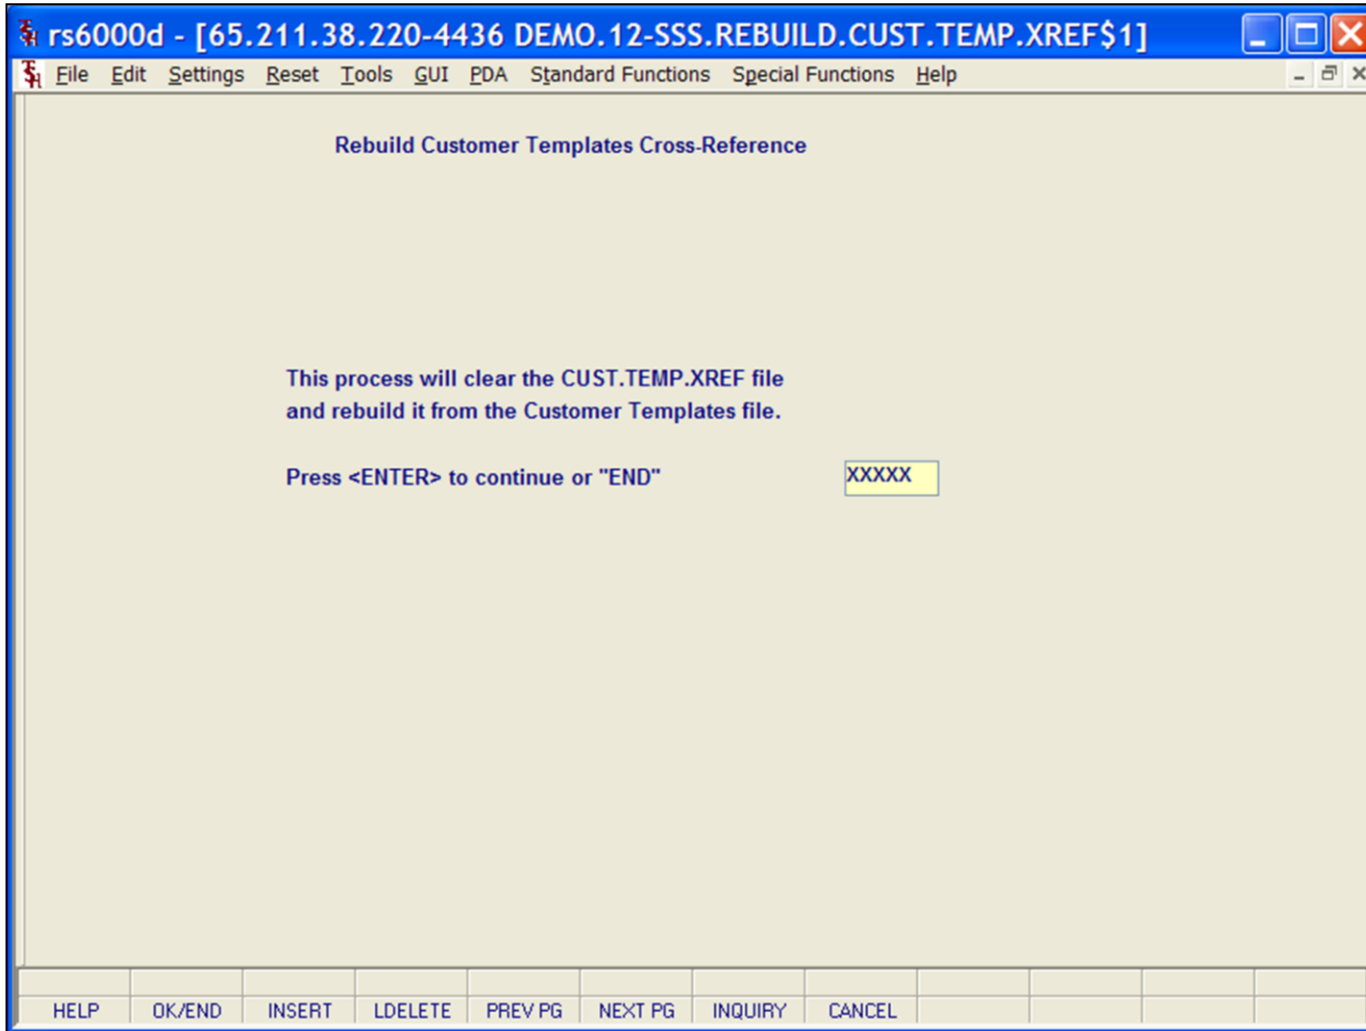 rs6000d - [65.211.38.220-4436 DEMO.12-SSS.REBUILD.CUST.TEMP.XREF$1]
File Edit Settings Reset Tools GUI PDA Standard Functions Special Functions Help
Rebuild Customer Templates Cross-Reference
This process will clear the CUST.TEMP.XREF file
and rebuild it from the Customer Templates file.
Press <ENTER> to continue or "END" XXXXX
HELP OK/END INSERT LDELETE PREV PG NEXT PG INQUIRY CANCEL